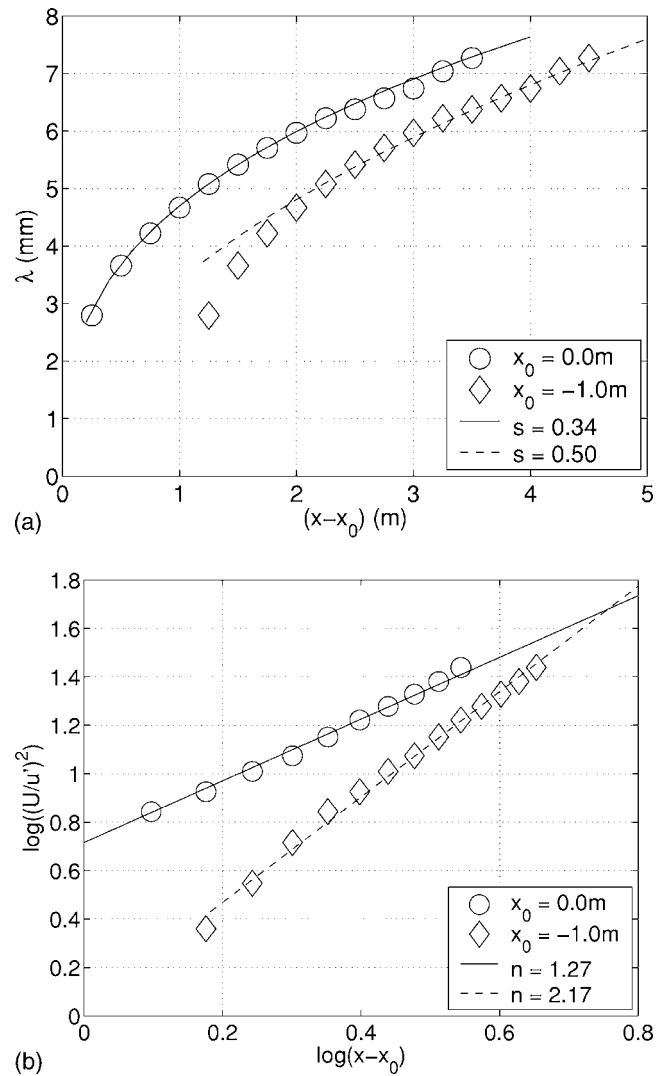 8
7
6
5
4
3
2
1
0
λ (mm)
0 1 2 3 4 5
(x−x₀) (m)
x₀ = 0.0m
x₀ = −1.0m
s = 0.34
s = 0.50
(a)
1.8
1.6
1.4
1.2
1
0.8
0.6
0.4
0.2
0
log((U/u')²)
0 0.2 0.4 0.6 0.8
log(x−x₀)
x₀ = 0.0m
x₀ = −1.0m
n = 1.27
n = 2.17
(b)